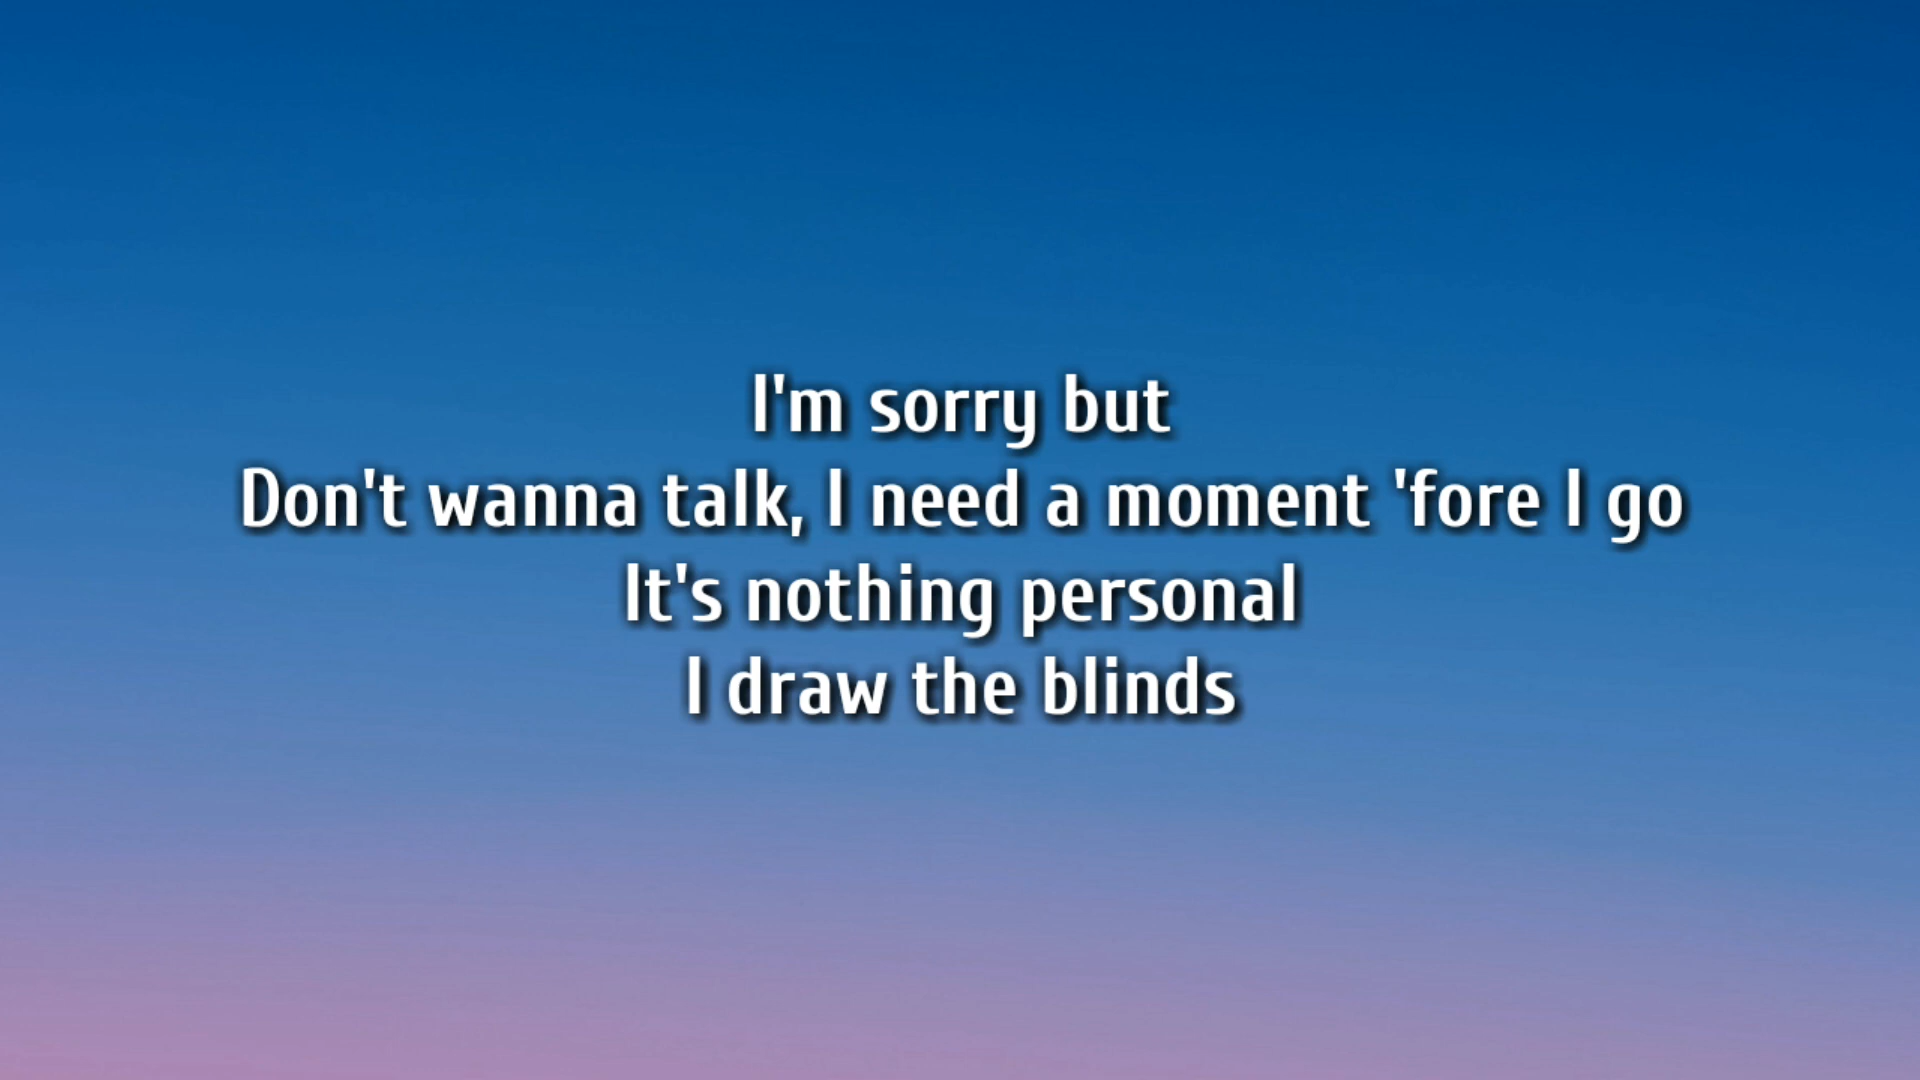 I'm sorry but
Don't wanna talk, I need a moment 'fore I go
It's nothing personal
I draw the blinds